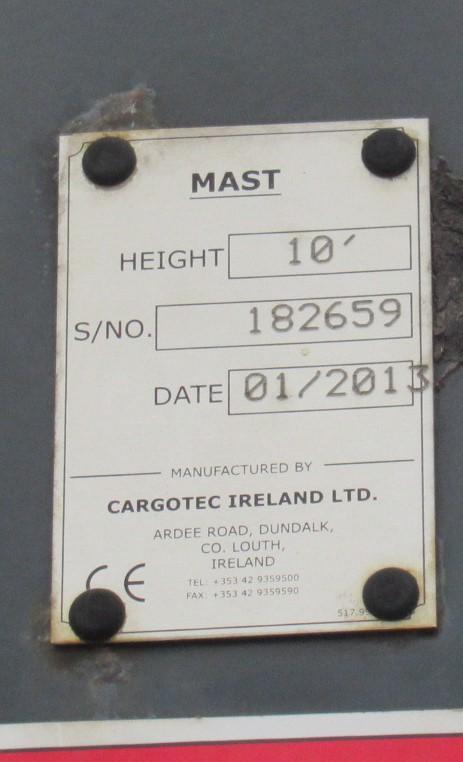 MAST
HEIGHT 10′
S/NO. 182659
DATE 01/2013
MANUFACTURED BY
CARGOTEC IRELAND LTD.
ARDEE ROAD, DUNDALK,
CO. LOUTH,
IRELAND
TEL: +353 42 9359500
FAX: +353 42 9359590
CE